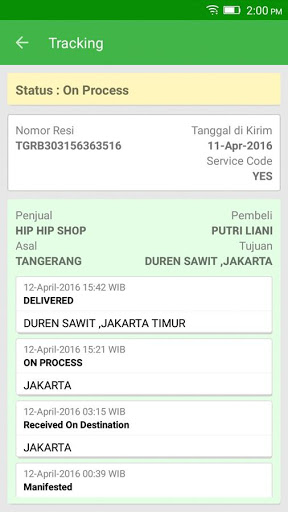 2:00 PM
Tracking
Status : On Process
Nomor Resi Tanggal di Kirim
TGRB303156363516 11-Apr-2016
Service Code
YES
Penjual Pembeli
HIP HIP SHOP PUTRI LIANI
Asal Tujuan
TANGERANG DUREN SAWIT ,JAKARTA
12-April-2016 15:42 WIB
DELIVERED
DUREN SAWIT ,JAKARTA TIMUR
12-April-2016 15:21 WIB
ON PROCESS
JAKARTA
12-April-2016 03:15 WIB
Received On Destination
JAKARTA
12-April-2016 00:39 WIB
Manifested